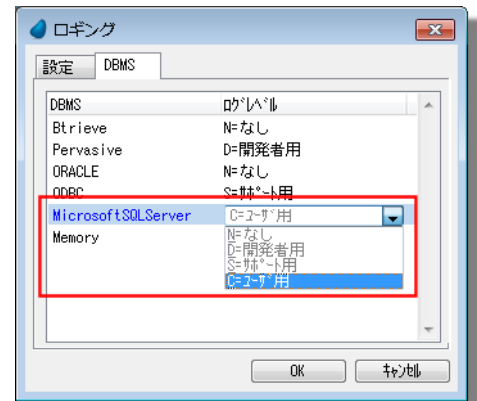 ロギング
設定 DBMS
DBMS ﾛｸﾞﾚﾍﾞﾙ
Btrieve N=なし
Pervasive D=開発者用
ORACLE N=なし
ODBC S=ｻﾎﾟｰﾄ用
MicrosoftSQLServer C=ﾕｰｻﾞ用
Memory N=なし
D=開発者用
S=ｻﾎﾟｰﾄ用
C=ﾕｰｻﾞ用
OK ｷｬﾝｾﾙ